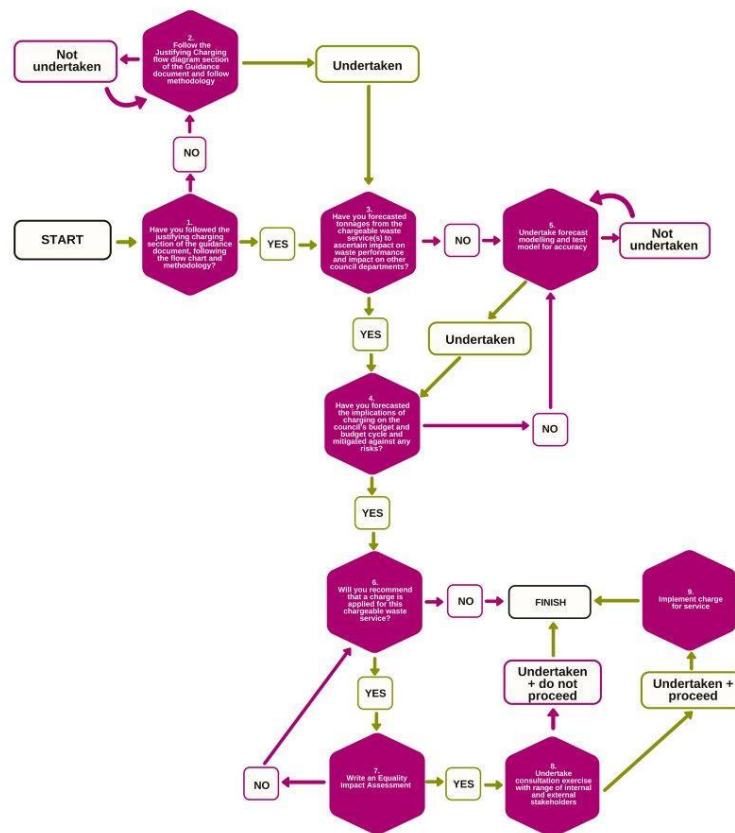 2.
Follow the
Justifying Charging
flow diagram section
of the Guidance
document and follow
methodology
Not
undertaken
Undertaken
NO
START
1.
Have you followed the
justifying charging
section of the guidance
document, following
the flow chart and
methodology?
YES
3.
Have you forecasted
tonnages from the
chargeable waste
service(s) to
ascertain impact on
waste performance
and impact on other
council departments?
NO
5.
Undertake forecast
modelling and test
model for accuracy
Not
undertaken
YES
Undertaken
4.
Have you forecasted
the implications of
charging on the
council's budget and
budget cycle and
mitigated against any
risks?
NO
YES
6.
Will you recommend
that a charge is
applied for this
chargeable waste
service?
NO
FINISH
9.
Implement charge
for service
YES
Undertaken
+ do not
proceed
Undertaken +
proceed
NO
7.
Write an Equality
Impact Assessment
YES
8.
Undertake
consultation exercise
with range of internal
and external
stakeholders